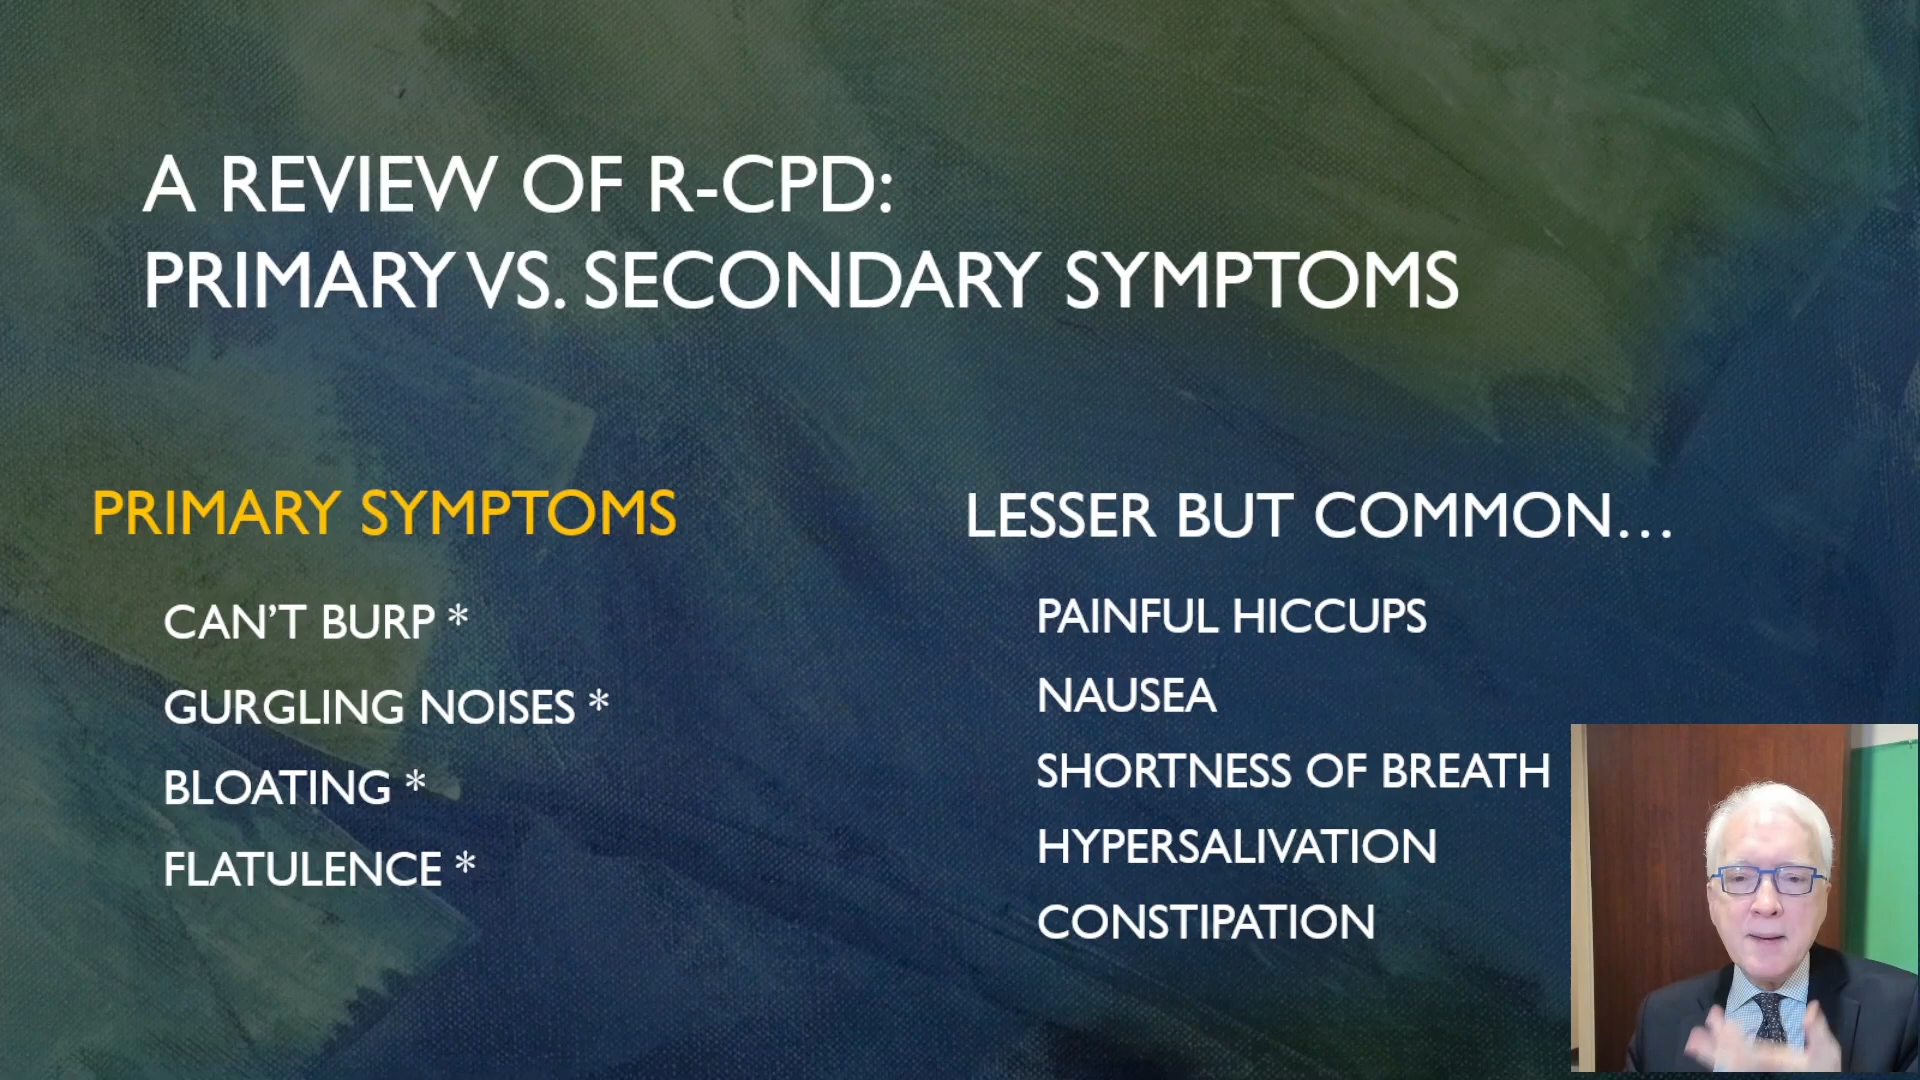 A REVIEW OF R-CPD:
PRIMARY VS. SECONDARY SYMPTOMS
PRIMARY SYMPTOMS
CAN'T BURP *
GURGLING NOISES *
BLOATING *
FLATULENCE *
LESSER BUT COMMON...
PAINFUL HICCUPS
NAUSEA
SHORTNESS OF BREATH
HYPERSALIVATION
CONSTIPATION